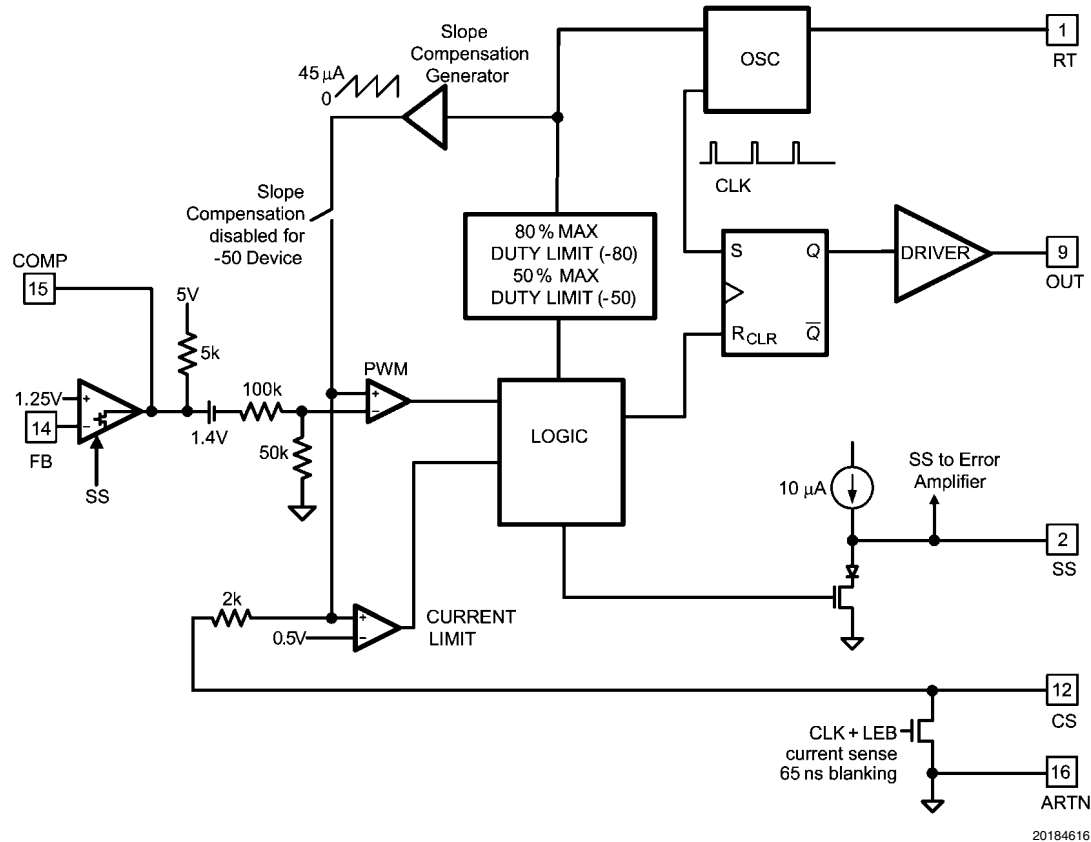 Slope
Compensation
Generator
45 µA
0
OSC
1
RT
CLK
Slope
Compensation
disabled for
-50 Device
80% MAX
DUTY LIMIT (-80)
50% MAX
DUTY LIMIT (-50)
S
Q
RCLR
Q̅
DRIVER
9
OUT
COMP
15
5V
5k
1.25V
+
−
14
FB
SS
1.4V
100k
50k
PWM
+
−
LOGIC
10 µA
SS to Error
Amplifier
2
SS
2k
0.5V
+
−
CURRENT
LIMIT
12
CS
CLK + LEB
current sense
65 ns blanking
16
ARTN
20184616